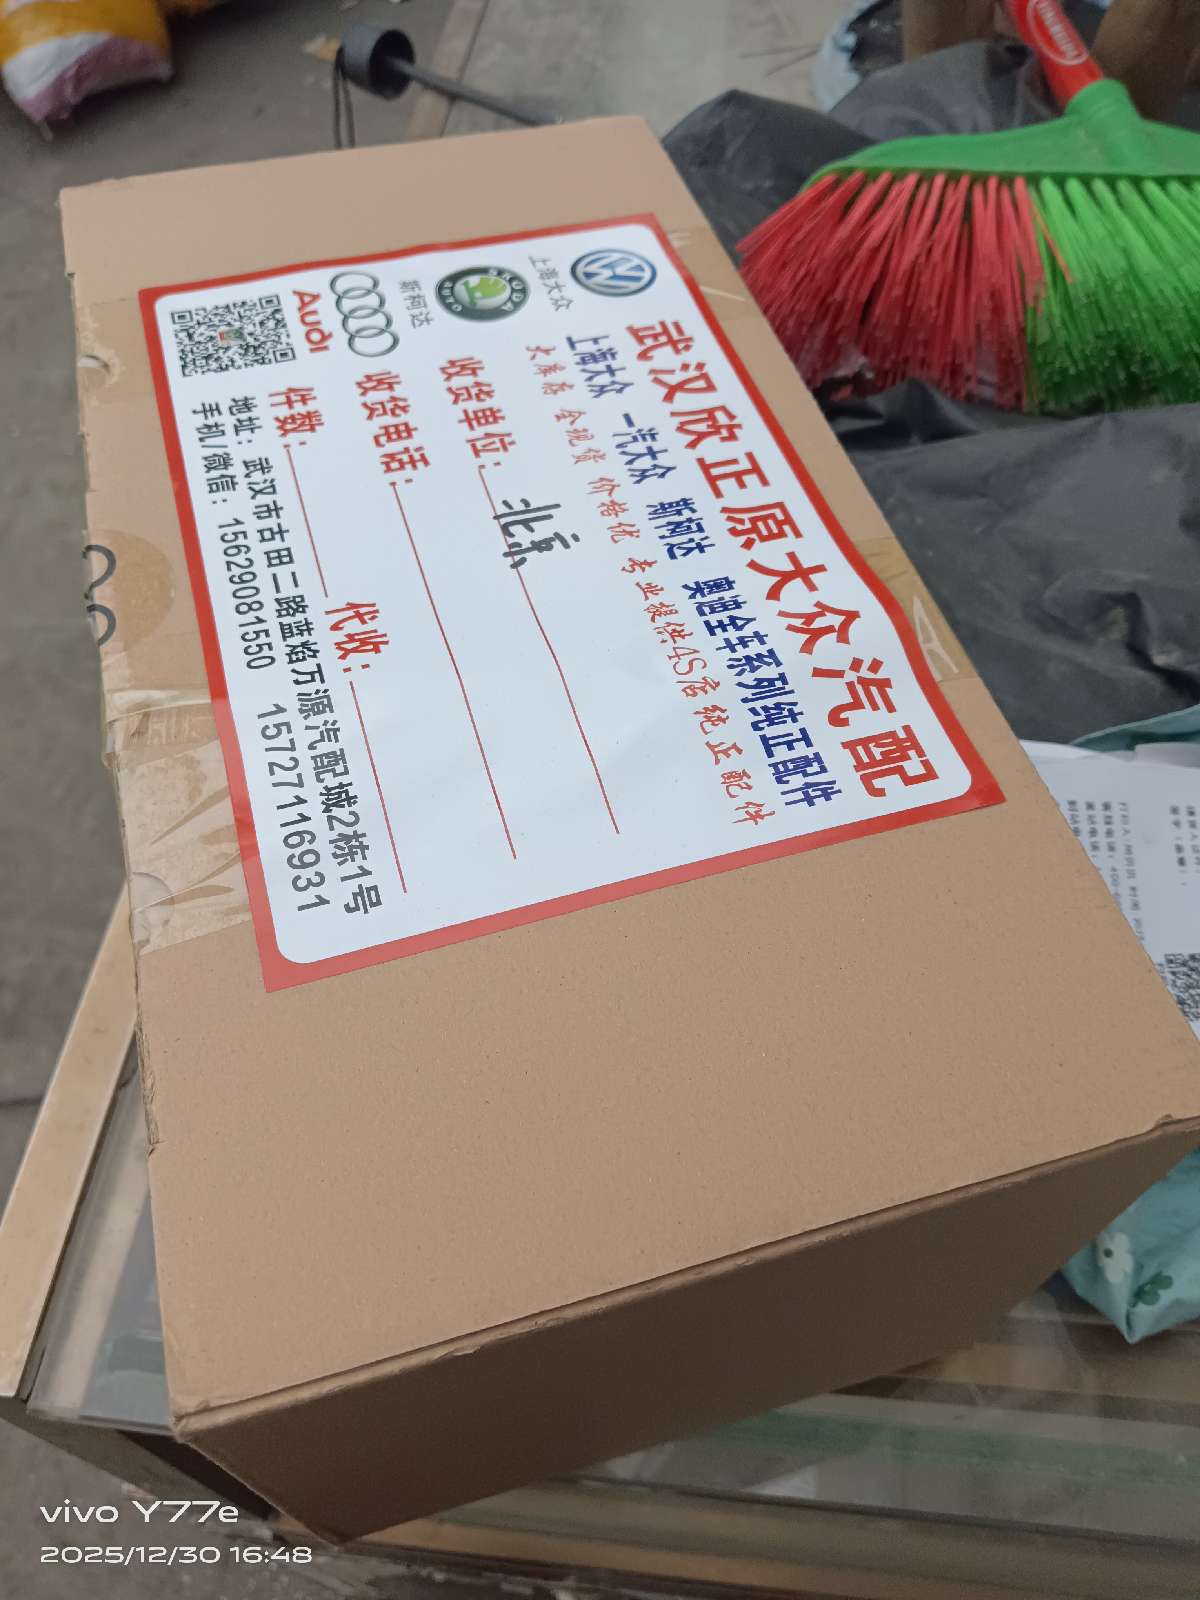 武汉欣正原大众汽配
上海大众 一汽大众 斯柯达 奥迪全车系列纯正配件
大库存 全现货 价格优 专业提供4S店纯正配件
上海大众
SKODA
AUTO
斯柯达
Audi
收货单位：北京
收货电话：
件数： 代收：
地址：武汉市古田二路蓝焰万源汽配城2栋1号
手机/微信：15629081550 15727116931
vivo Y77e
2025/12/30 16:48